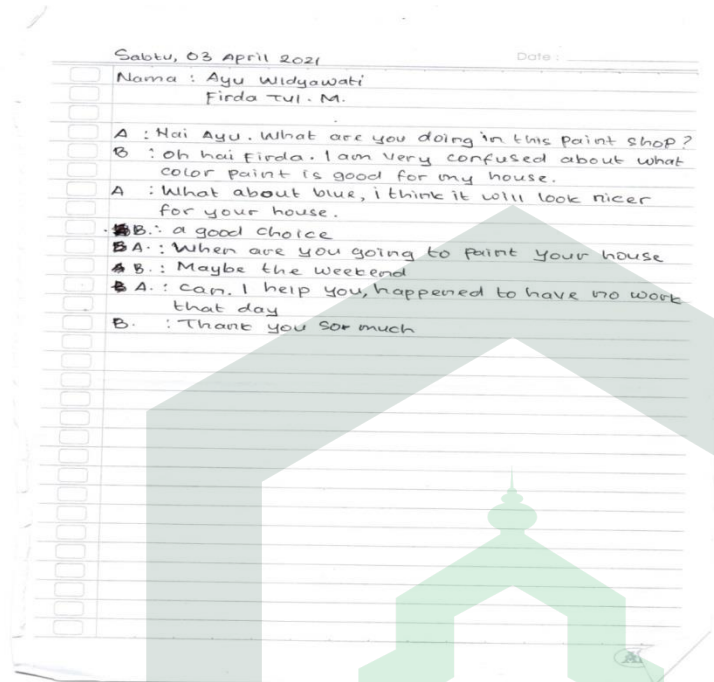 Sabtu, 03 April 2021
Date :
Nama : Ayu Widyawati
Firda Tul. M.
A : Hai Ayu. What are you doing in this paint shop?
B : oh hai Firda. I am very confused about what
color paint is good for my house.
A : What about blue, i think it will look nicer
for your house.
B. : a good choice
A. : When are you going to paint your house
B. : Maybe the weekend
A. : can. I help you, happened to have no work
that day
B. : Thank you sor much